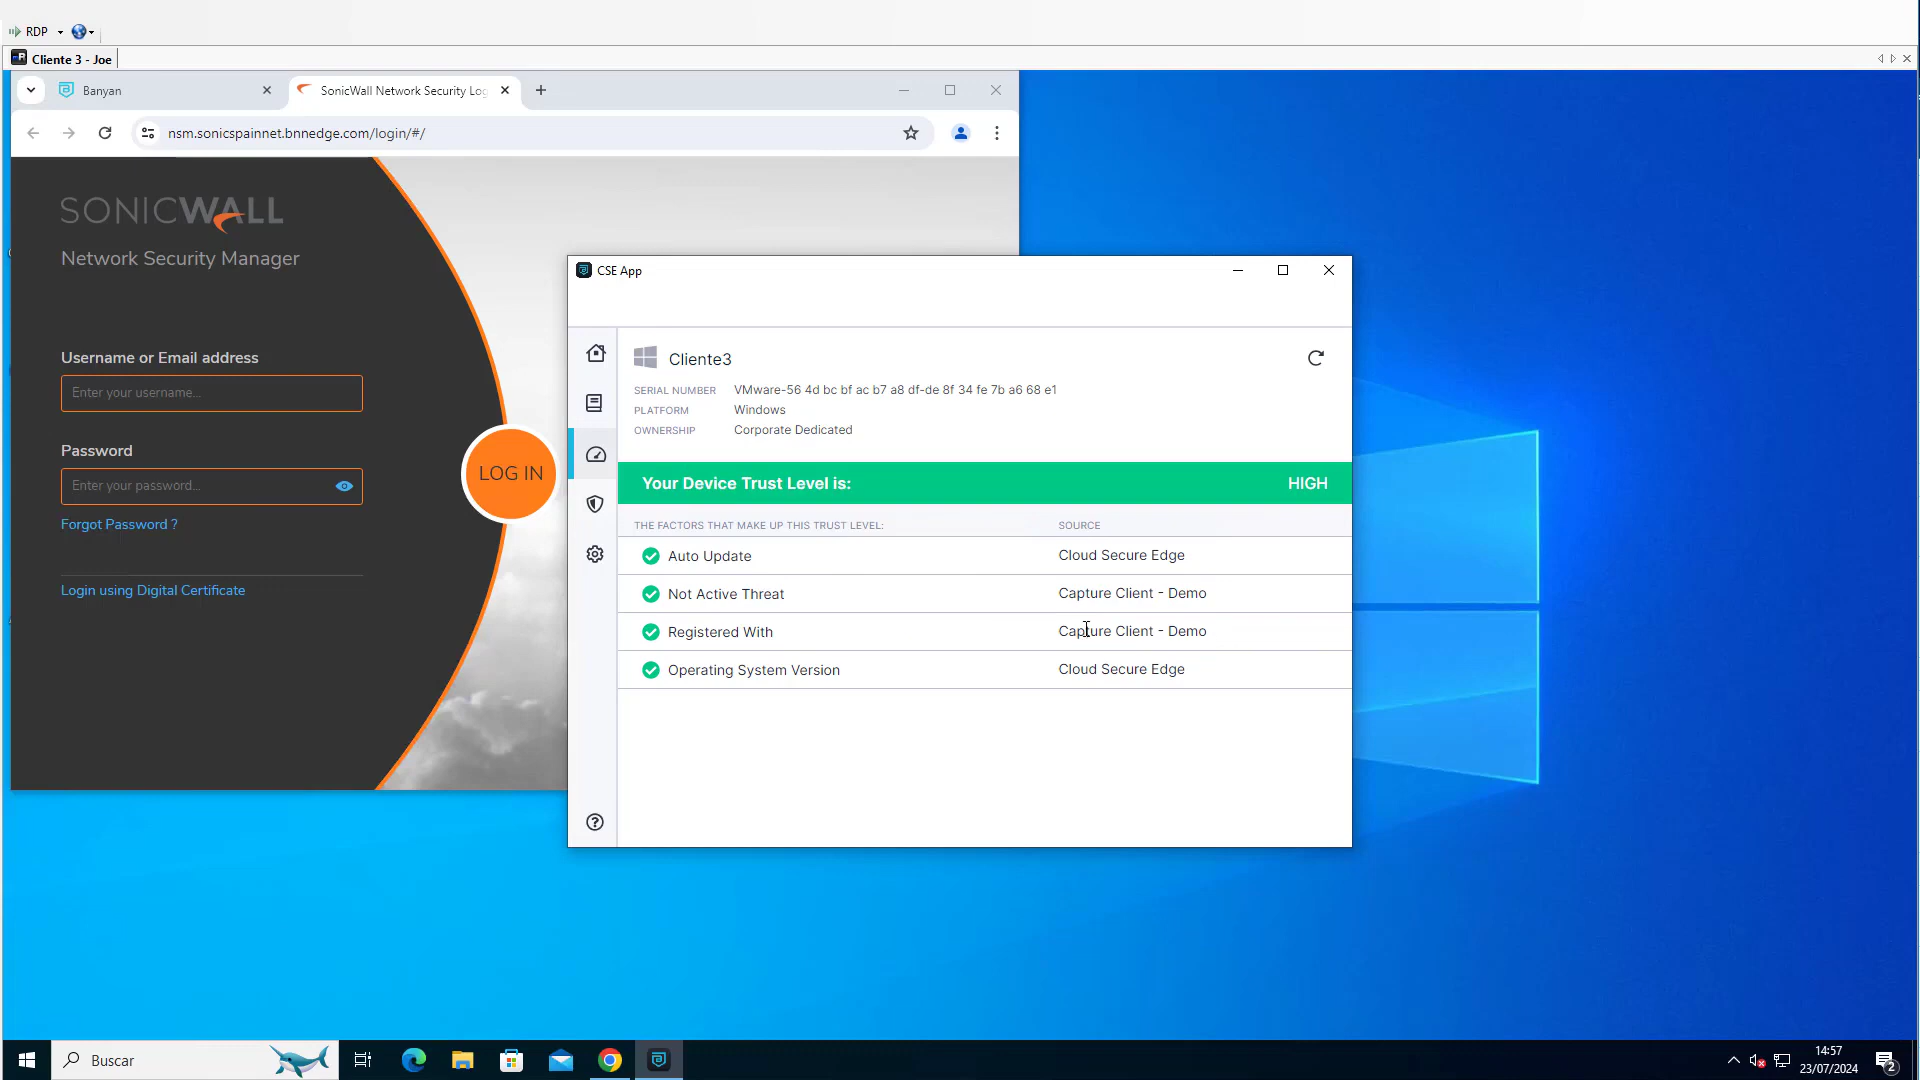 RDP
Cliente 3 - Joe
Banyan
SonicWall Network Security Log
nsm.sonicspainnet.bnnedge.com/login/#/
SONICWALL
Network Security Manager
Username or Email address
Enter your username...
Password
Enter your password...
Forgot Password ?
Login using Digital Certificate
LOG IN
CSE App
Cliente3
SERIAL NUMBER VMware-56 4d bc bf ac b7 a8 df-de 8f 34 fe 7b a6 68 e1
PLATFORM Windows
OWNERSHIP Corporate Dedicated
Your Device Trust Level is: HIGH
THE FACTORS THAT MAKE UP THIS TRUST LEVEL: SOURCE
Auto Update Cloud Secure Edge
Not Active Threat Capture Client - Demo
Registered With Capture Client - Demo
Operating System Version Cloud Secure Edge
Buscar
14:57
23/07/2024
2